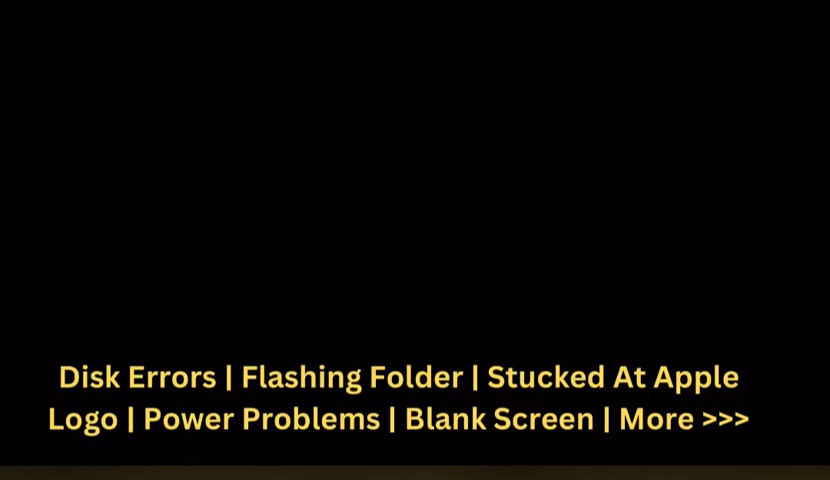 Disk Errors | Flashing Folder | Stucked At Apple
Logo | Power Problems | Blank Screen | More >>>